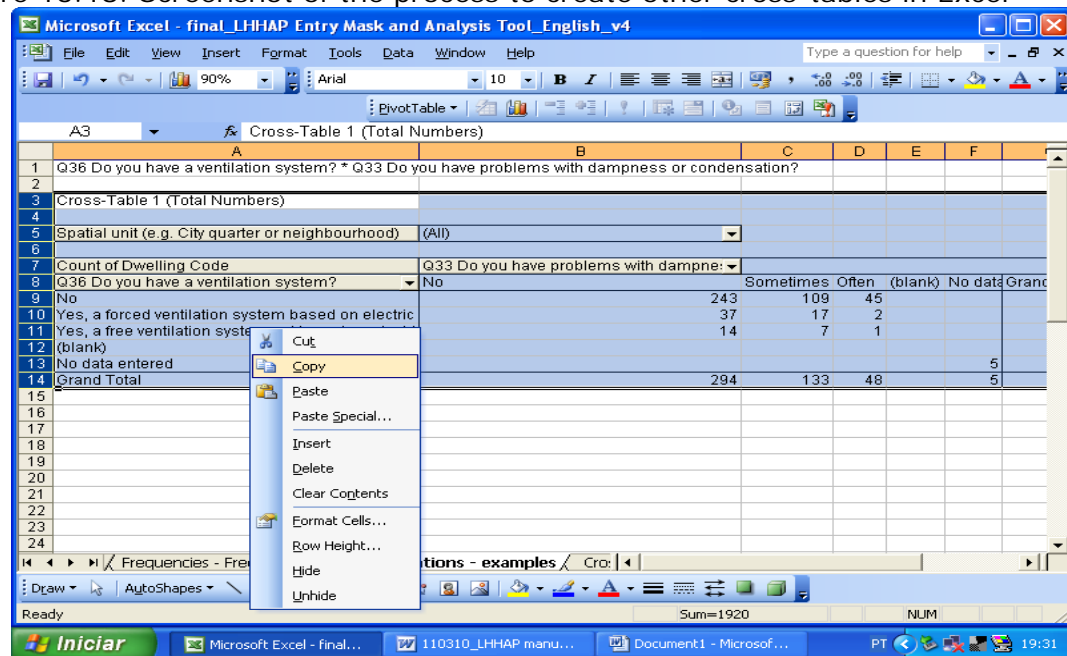 Microsoft Excel - final_LHHAP Entry Mask and Analysis Tool_English_v4
File Edit View Insert Format Tools Data Window Help Type a question for help
90% Arial 10 B I
PivotTable
A3 fx Cross-Table 1 (Total Numbers)
A B C D E F
1 Q36 Do you have a ventilation system? * Q33 Do you have problems with dampness or condensation?
2
3 Cross-Table 1 (Total Numbers)
4
5 Spatial unit (e.g. City quarter or neighbourhood) (All)
6
7 Count of Dwelling Code Q33 Do you have problems with dampne
8 Q36 Do you have a ventilation system? No Sometimes Often (blank) No data Grand
9 No 243 109 45
10 Yes, a forced ventilation system based on electric 37 17 2
11 Yes, a free ventilation syste 14 7 1
12 (blank)
13 No data entered 5
14 Grand Total 294 133 48 5
15
16
17
18
19
20
21
22
23
24
Cut
Copy
Paste
Paste Special...
Insert
Delete
Clear Contents
Format Cells...
Row Height...
Hide
Unhide
Frequencies - Fre tions - examples Cro
Draw AutoShapes
Ready Sum=1920 NUM
Iniciar Microsoft Excel - final... 110310_LHHAP manu... Document1 - Microsof... PT 19:31